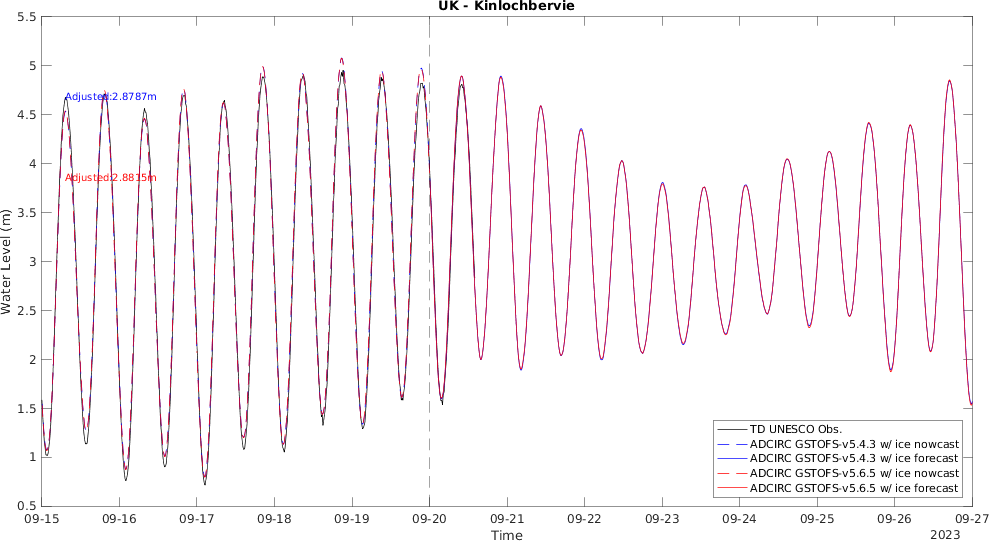 UK - Kinlochbervie
5.5
5
4.5
4
3.5
3
2.5
2
1.5
1
0.5
Water Level (m)
Adjusted:2.8787m
Adjusted:2.8815m
TD UNESCO Obs.
ADCIRC GSTOFS-v5.4.3 w/ ice nowcast
ADCIRC GSTOFS-v5.4.3 w/ ice forecast
ADCIRC GSTOFS-v5.6.5 w/ ice nowcast
ADCIRC GSTOFS-v5.6.5 w/ ice forecast
09-15 09-16 09-17 09-18 09-19 09-20 09-21 09-22 09-23 09-24 09-25 09-26 09-27
Time
2023